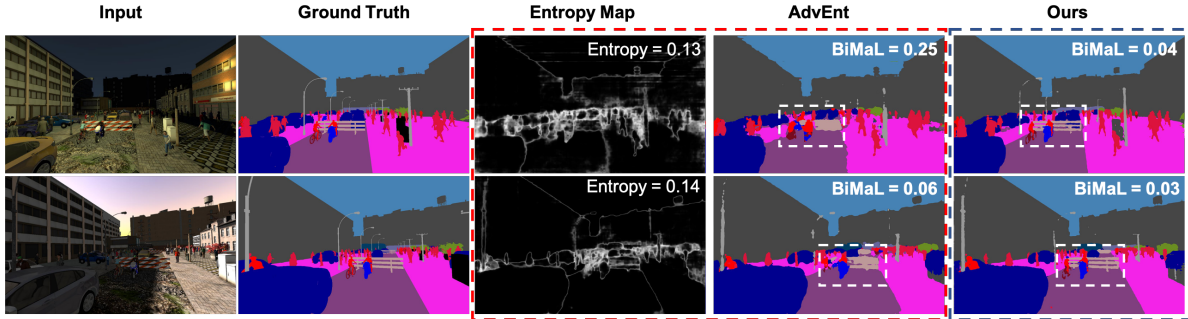 Input Ground Truth Entropy Map AdvEnt Ours
Entropy = 0.13 BiMaL = 0.25 BiMaL = 0.04
Entropy = 0.14 BiMaL = 0.06 BiMaL = 0.03